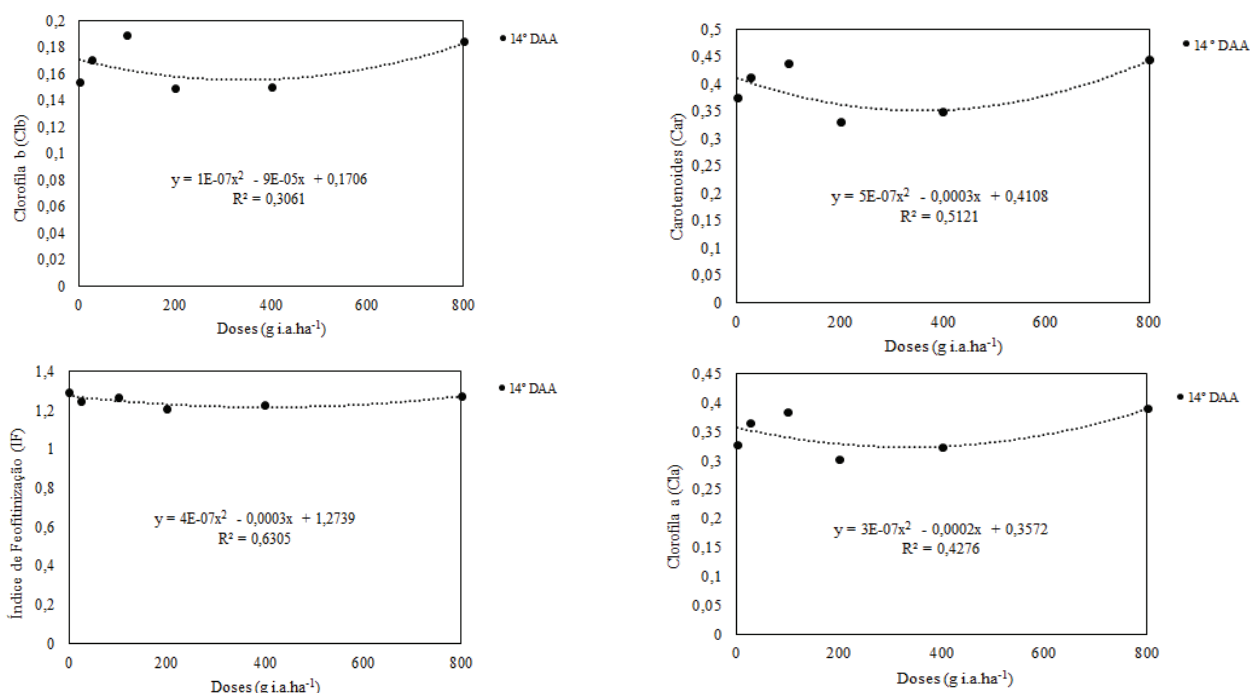 0,2
0,18
0,16
0,14
0,12
0,1
0,08
0,06
0,04
0,02
0
Clorofila b (Clb)
y = 1E-07x² - 9E-05x + 0,1706
R² = 0,3061
0 200 400 600 800
Doses (g i.a.ha⁻¹)
14° DAA
0,5
0,45
0,4
0,35
0,3
0,25
0,2
0,15
0,1
0,05
0
Carotenoides (Car)
y = 5E-07x² - 0,0003x + 0,4108
R² = 0,5121
0 200 400 600 800
Doses (g i.a.ha⁻¹)
14° DAA
1,4
1,2
1
0,8
0,6
0,4
0,2
0
Índice de Feofitinização (IF)
y = 4E-07x² - 0,0003x + 1,2739
R² = 0,6305
0 200 400 600 800
Doses (g i.a.ha⁻¹)
14° DAA
0,45
0,4
0,35
0,3
0,25
0,2
0,15
0,1
0,05
0
Clorofila a (Cla)
y = 3E-07x² - 0,0002x + 0,3572
R² = 0,4276
0 200 400 600 800
Doses (g i.a.ha⁻¹)
14° DAA